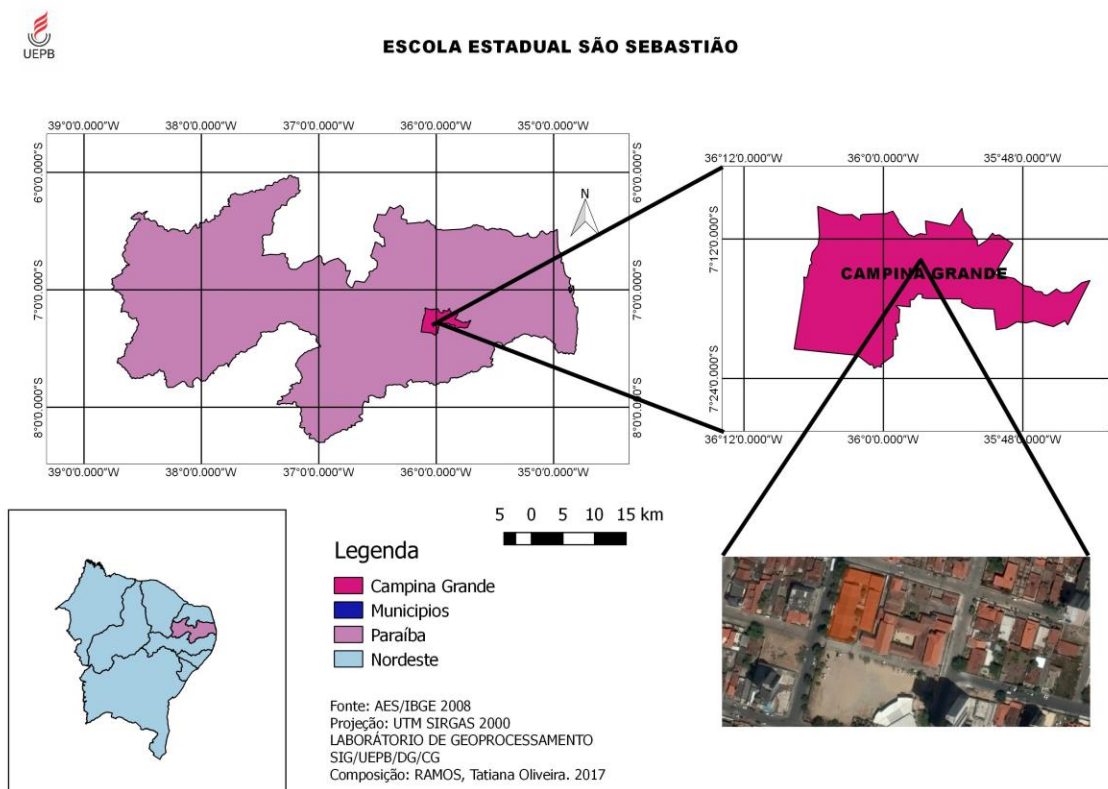 UEPB
ESCOLA ESTADUAL SÃO SEBASTIÃO
39°0'0.000"W 38°0'0.000"W 37°0'0.000"W 36°0'0.000"W 35°0'0.000"W
6°0'0.000"S 6°0'0.000"S
7°0'0.000"S 7°0'0.000"S
8°0'0.000"S 8°0'0.000"S
N
39°0'0.000"W 38°0'0.000"W 37°0'0.000"W 36°0'0.000"W 35°0'0.000"W
36°12'0.000"W 36°0'0.000"W 35°48'0.000"W
7°12'0.000"S
CAMPINA GRANDE
7°24'0.000"S
36°12'0.000"W 36°0'0.000"W 35°48'0.000"W
5 0 5 10 15 km
Legenda
Campina Grande
Municipios
Paraíba
Nordeste
Fonte: AES/IBGE 2008
Projeção: UTM SIRGAS 2000
LABORÁTORIO DE GEOPROCESSAMENTO
SIG/UEPB/DG/CG
Composição: RAMOS, Tatiana Oliveira. 2017